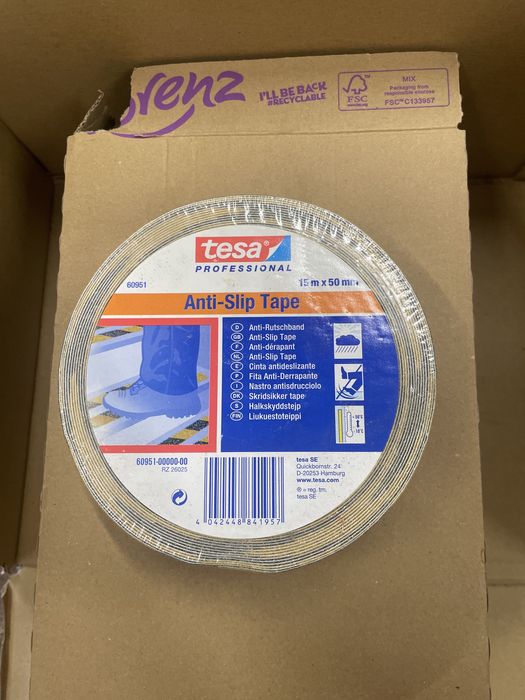 renz
I'LL BE BACK
#RECYCLABLE
FSC
www.fsc.org
MIX
Packaging from
responsible sources
FSC™ C133957
tesa®
PROFESSIONAL
60951
15 m x 50 mm
Anti-Slip Tape
D Anti-Rutschband
GB Anti-Slip Tape
F Anti-dérapant
NL Anti-Slip Tape
E Cinta antideslizante
P Fita Anti-Derrapante
I Nastro antisdrucciolo
DK Skridsikker tape
S Halkskyddstejp
FIN Liukuestoteippi
60951-00000-00
RZ 26025
4 042448 841957
tesa SE
Quickbornstr. 24
D-20253 Hamburg
www.tesa.com
® = reg. tm.
tesa SE